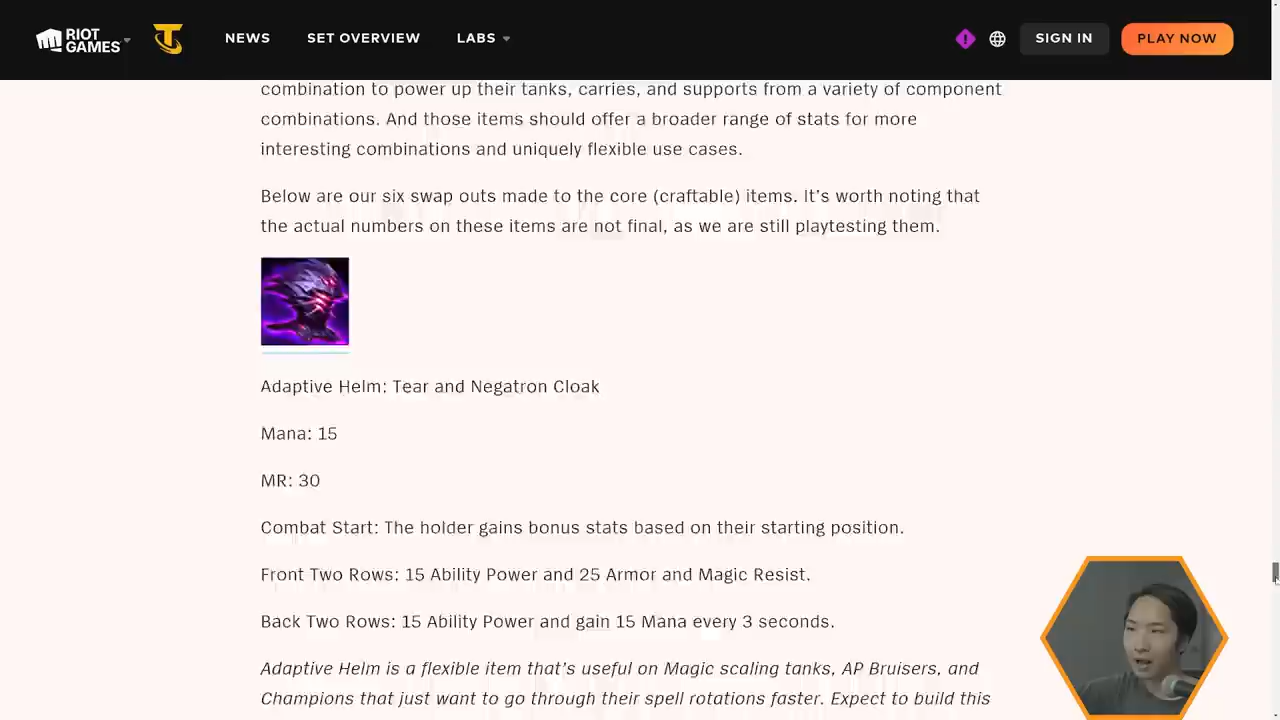 RIOT GAMES NEWS SET OVERVIEW LABS SIGN IN PLAY NOW
combination to power up their tanks, carries, and supports from a variety of component
combinations. And those items should offer a broader range of stats for more
interesting combinations and uniquely flexible use cases.
Below are our six swap outs made to the core (craftable) items. It’s worth noting that
the actual numbers on these items are not final, as we are still playtesting them.
Adaptive Helm: Tear and Negatron Cloak
Mana: 15
MR: 30
Combat Start: The holder gains bonus stats based on their starting position.
Front Two Rows: 15 Ability Power and 25 Armor and Magic Resist.
Back Two Rows: 15 Ability Power and gain 15 Mana every 3 seconds.
Adaptive Helm is a flexible item that’s useful on Magic scaling tanks, AP Bruisers, and
Champions that just want to go through their spell rotations faster. Expect to build this